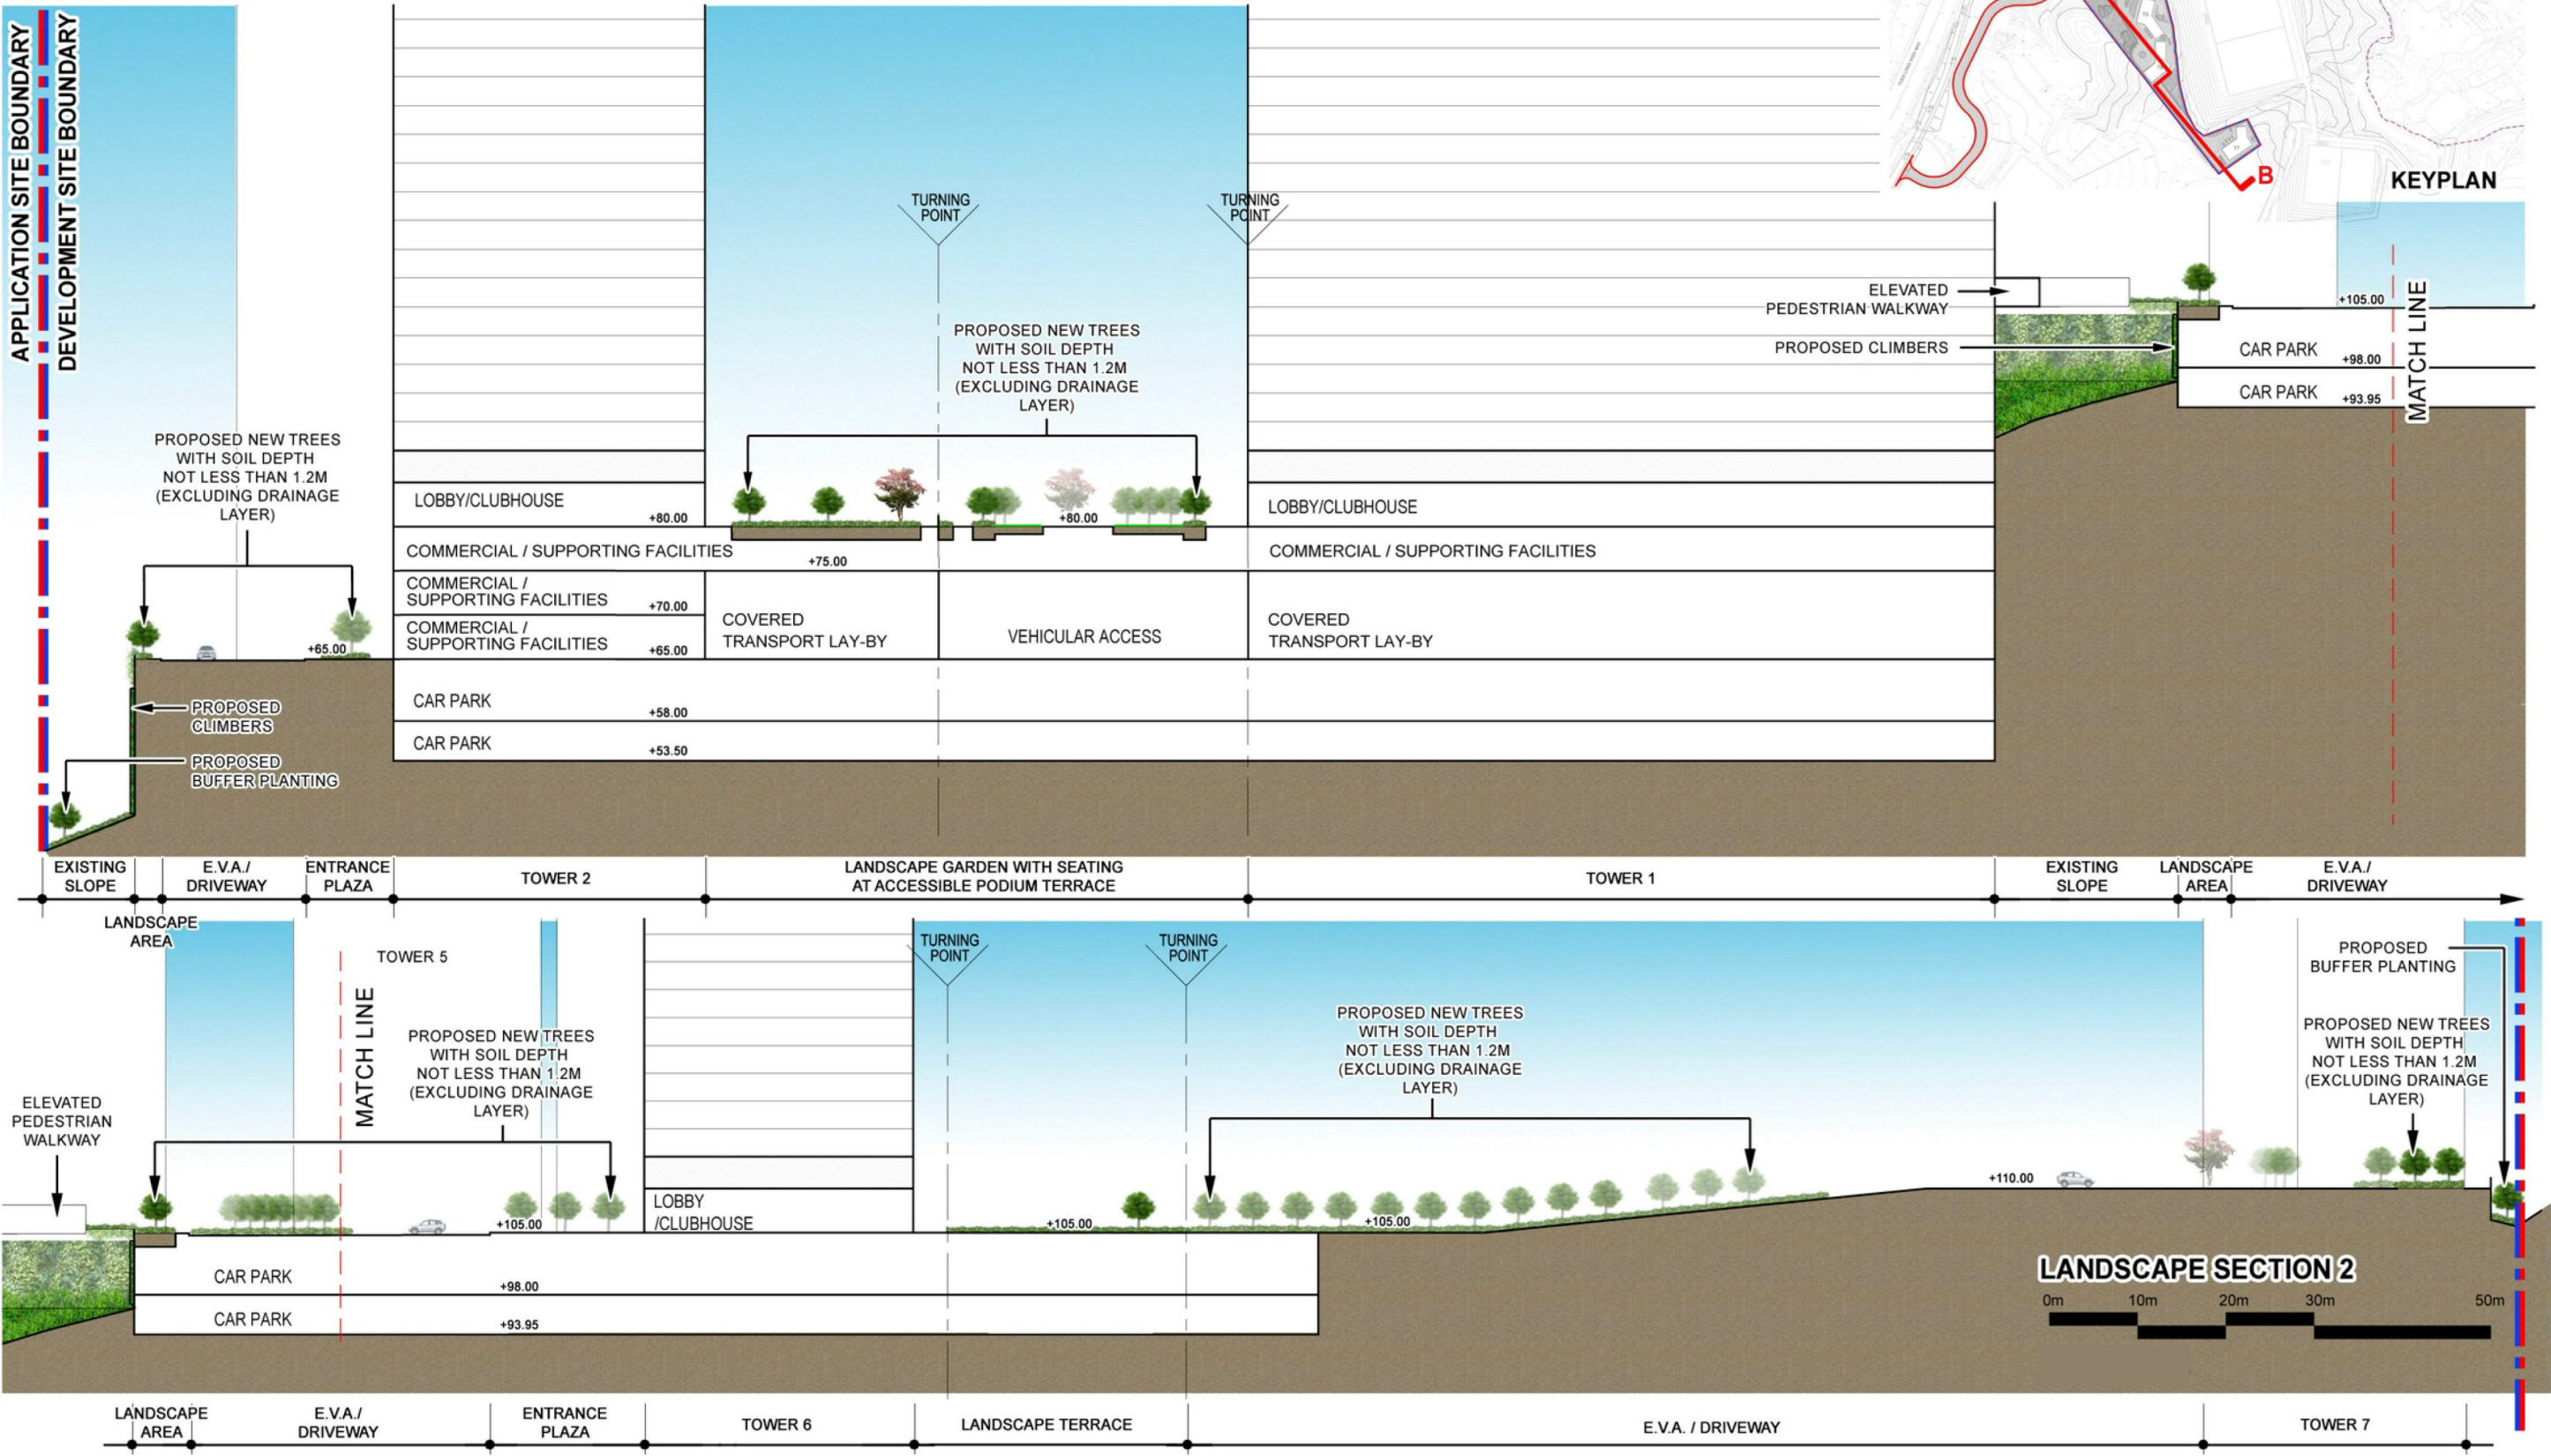 APPLICATION SITE BOUNDARY
DEVELOPMENT SITE BOUNDARY
B
KEYPLAN
TURNING
POINT
TURNING
POINT
PROPOSED NEW TREES
WITH SOIL DEPTH
NOT LESS THAN 1.2M
(EXCLUDING DRAINAGE
LAYER)
PROPOSED NEW TREES
WITH SOIL DEPTH
NOT LESS THAN 1.2M
(EXCLUDING DRAINAGE
LAYER)
ELEVATED
PEDESTRIAN WALKWAY
PROPOSED CLIMBERS
+105.00
CAR PARK
+98.00
CAR PARK
+93.95
MATCH LINE
LOBBY/CLUBHOUSE
+80.00
+80.00
LOBBY/CLUBHOUSE
COMMERCIAL / SUPPORTING FACILITIES
+75.00
COMMERCIAL / SUPPORTING FACILITIES
COMMERCIAL /
SUPPORTING FACILITIES
+70.00
COMMERCIAL /
SUPPORTING FACILITIES
+65.00
COVERED
TRANSPORT LAY-BY
VEHICULAR ACCESS
COVERED
TRANSPORT LAY-BY
+65.00
CAR PARK
+58.00
CAR PARK
+53.50
PROPOSED
CLIMBERS
PROPOSED
BUFFER PLANTING
EXISTING
SLOPE
LANDSCAPE
AREA
E.V.A./
DRIVEWAY
ENTRANCE
PLAZA
TOWER 2
LANDSCAPE GARDEN WITH SEATING
AT ACCESSIBLE PODIUM TERRACE
TOWER 1
EXISTING
SLOPE
LANDSCAPE
AREA
E.V.A./
DRIVEWAY
TOWER 5
MATCH LINE
PROPOSED NEW TREES
WITH SOIL DEPTH
NOT LESS THAN 1.2M
(EXCLUDING DRAINAGE
LAYER)
ELEVATED
PEDESTRIAN
WALKWAY
+105.00
LOBBY
/CLUBHOUSE
TURNING
POINT
TURNING
POINT
PROPOSED NEW TREES
WITH SOIL DEPTH
NOT LESS THAN 1.2M
(EXCLUDING DRAINAGE
LAYER)
+105.00
+105.00
+110.00
PROPOSED
BUFFER PLANTING
PROPOSED NEW TREES
WITH SOIL DEPTH
NOT LESS THAN 1.2M
(EXCLUDING DRAINAGE
LAYER)
CAR PARK
+98.00
CAR PARK
+93.95
LANDSCAPE SECTION 2
0m 10m 20m 30m 50m
LANDSCAPE
AREA
E.V.A./
DRIVEWAY
ENTRANCE
PLAZA
TOWER 6
LANDSCAPE TERRACE
E.V.A. / DRIVEWAY
TOWER 7